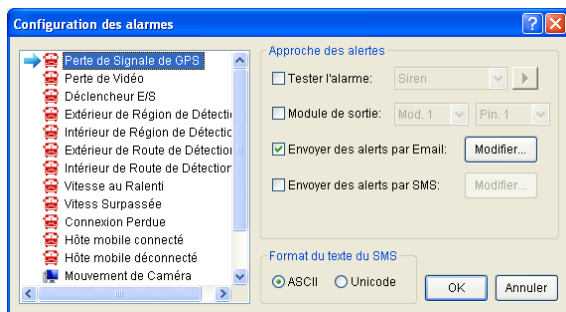 Configuration des alarmes
Perte de Signale de GPS
Perte de Vidéo
Déclencheur E/S
Extérieur de Région de Détecti
Intérieur de Région de Détectic
Extérieur de Route de Détection
Intérieur de Route de Détection
Vitesse au Ralenti
Vitess Surpassée
Connexion Perdue
Hôte mobile connecté
Hôte mobile déconnecté
Mouvement de Caméra
Approche des alertes
Tester l'alarme: Siren
Module de sortie: Mod. 1 Pin. 1
Envoyer des alerts par Email: Modifier...
Envoyer des alerts par SMS: Modifier...
Format du texte du SMS
ASCII Unicode
OK Annuler